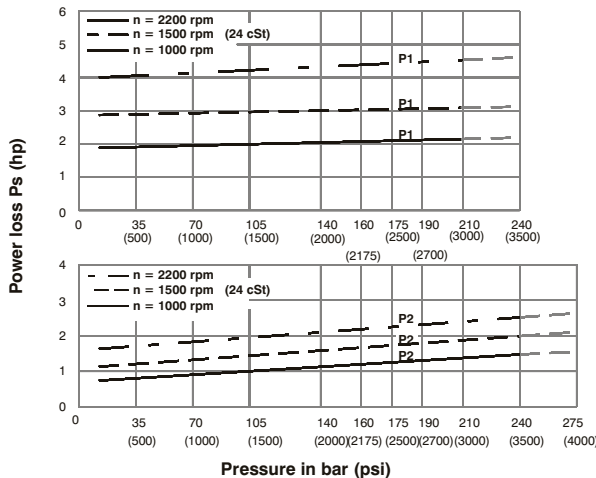 Power loss Ps (hp)
6
5
4
3
2
1
0
n = 2200 rpm
n = 1500 rpm (24 cSt)
n = 1000 rpm
P1
P1
P1
0 35 70 105 140 160 175 190 210 240
(500) (1000) (1500) (2000) (2175) (2500) (2700) (3000) (3500)
4
3
2
1
0
n = 2200 rpm
n = 1500 rpm (24 cSt)
n = 1000 rpm
P2
P2
P2
0 35 70 105 140 160 175 190 210 240 275
(500) (1000) (1500) (2000)(2175) (2500)(2700)(3000) (3500) (4000)
Pressure in bar (psi)